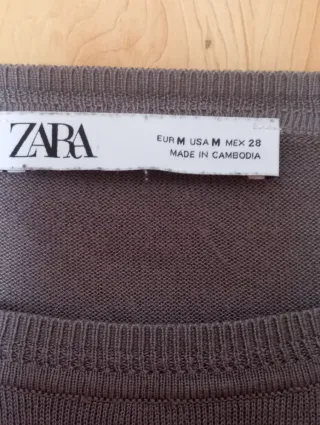 ZARA
EUR M USA M MEX 28
MADE IN CAMBODIA